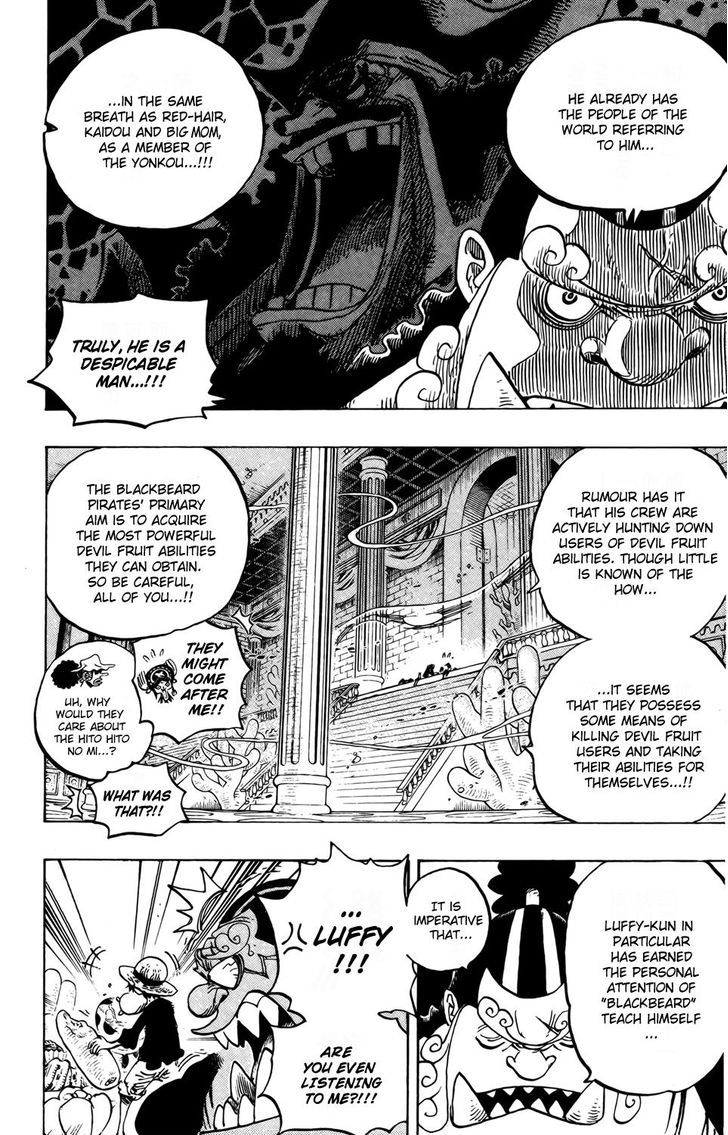 HE ALREADY HAS
THE PEOPLE OF THE
WORLD REFERRING
TO HIM...
...IN THE SAME
BREATH AS RED-HAIR,
KAIDOU AND BIG MOM,
AS A MEMBER OF
THE YONKOU...!!!
TRULY, HE IS A
DESPICABLE
MAN...!!!
RUMOUR HAS IT
THAT HIS CREW ARE
ACTIVELY HUNTING DOWN
USERS OF DEVIL FRUIT
ABILITIES. THOUGH LITTLE
IS KNOWN OF THE
HOW...
...IT SEEMS
THAT THEY POSSESS
SOME MEANS OF
KILLING DEVIL FRUIT
USERS AND TAKING
THEIR ABILITIES FOR
THEMSELVES...!!
THE BLACKBEARD
PIRATES' PRIMARY
AIM IS TO ACQUIRE
THE MOST POWERFUL
DEVIL FRUIT ABILITIES
THEY CAN OBTAIN.
SO BE CAREFUL,
ALL OF YOU...!!
THEY
MIGHT
COME
AFTER
ME!!
UH, WHY
WOULD THEY
CARE ABOUT
THE HITO HITO
NO MI...?
WHAT WAS
THAT?!!
LUFFY-KUN IN
PARTICULAR
HAS EARNED
THE PERSONAL
ATTENTION OF
"BLACKBEARD"
TEACH HIMSELF
...
IT IS
IMPERATIVE
THAT...
...
LUFFY
!!!
ARE
YOU EVEN
LISTENING
TO ME?!!!